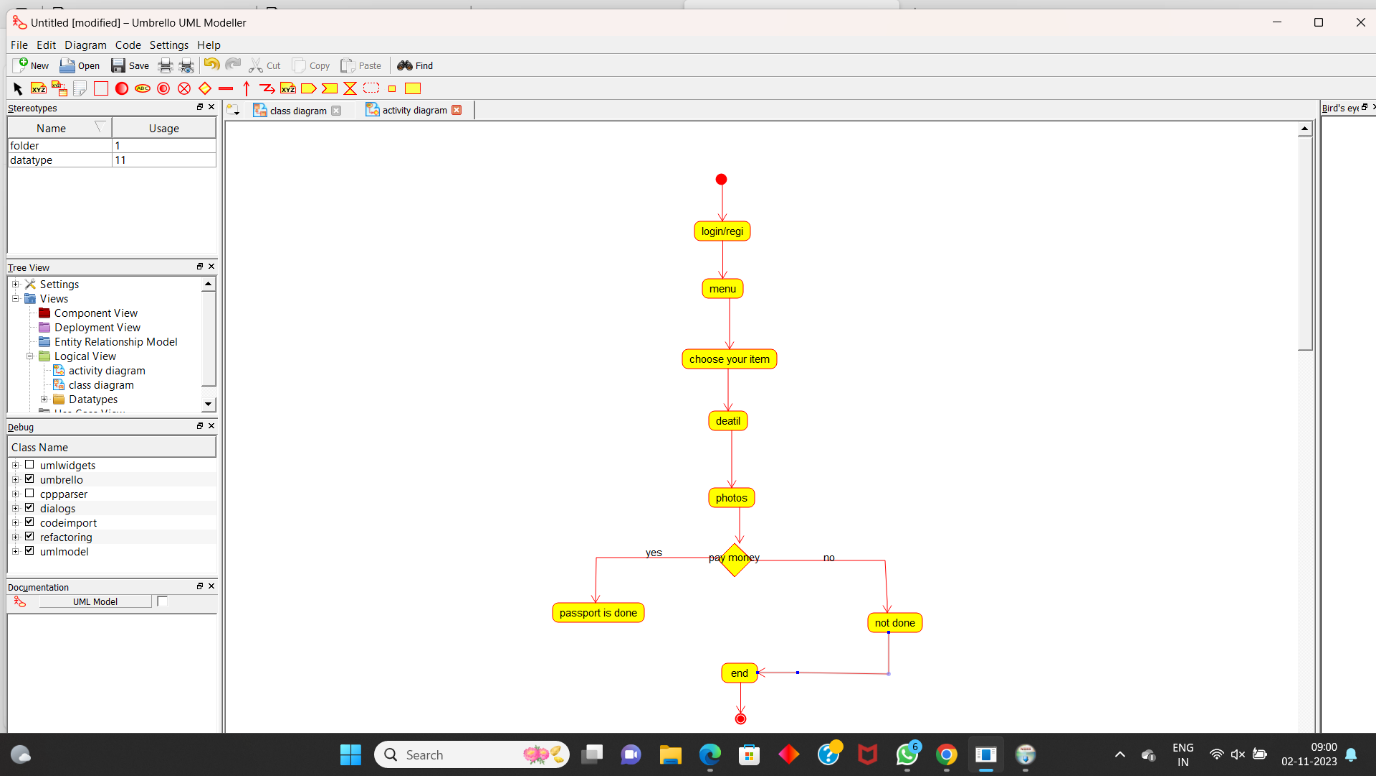 Untitled [modified] – Umbrello UML Modeller
File Edit Diagram Code Settings Help
New Open Save Cut Copy Paste Find
XYZ ABC XYZ
Stereotypes
Name Usage
folder 1
datatype 11
Tree View
Settings
Views
Component View
Deployment View
Entity Relationship Model
Logical View
activity diagram
class diagram
Datatypes
Debug
Class Name
umlwidgets
umbrello
cppparser
dialogs
codeimport
refactoring
umlmodel
Documentation
UML Model
class diagram activity diagram
login/regi
menu
choose your item
deatil
photos
yes pay money no
passport is done
not done
end
Bird's eye
Search
6
ENG
IN
09:00
02-11-2023